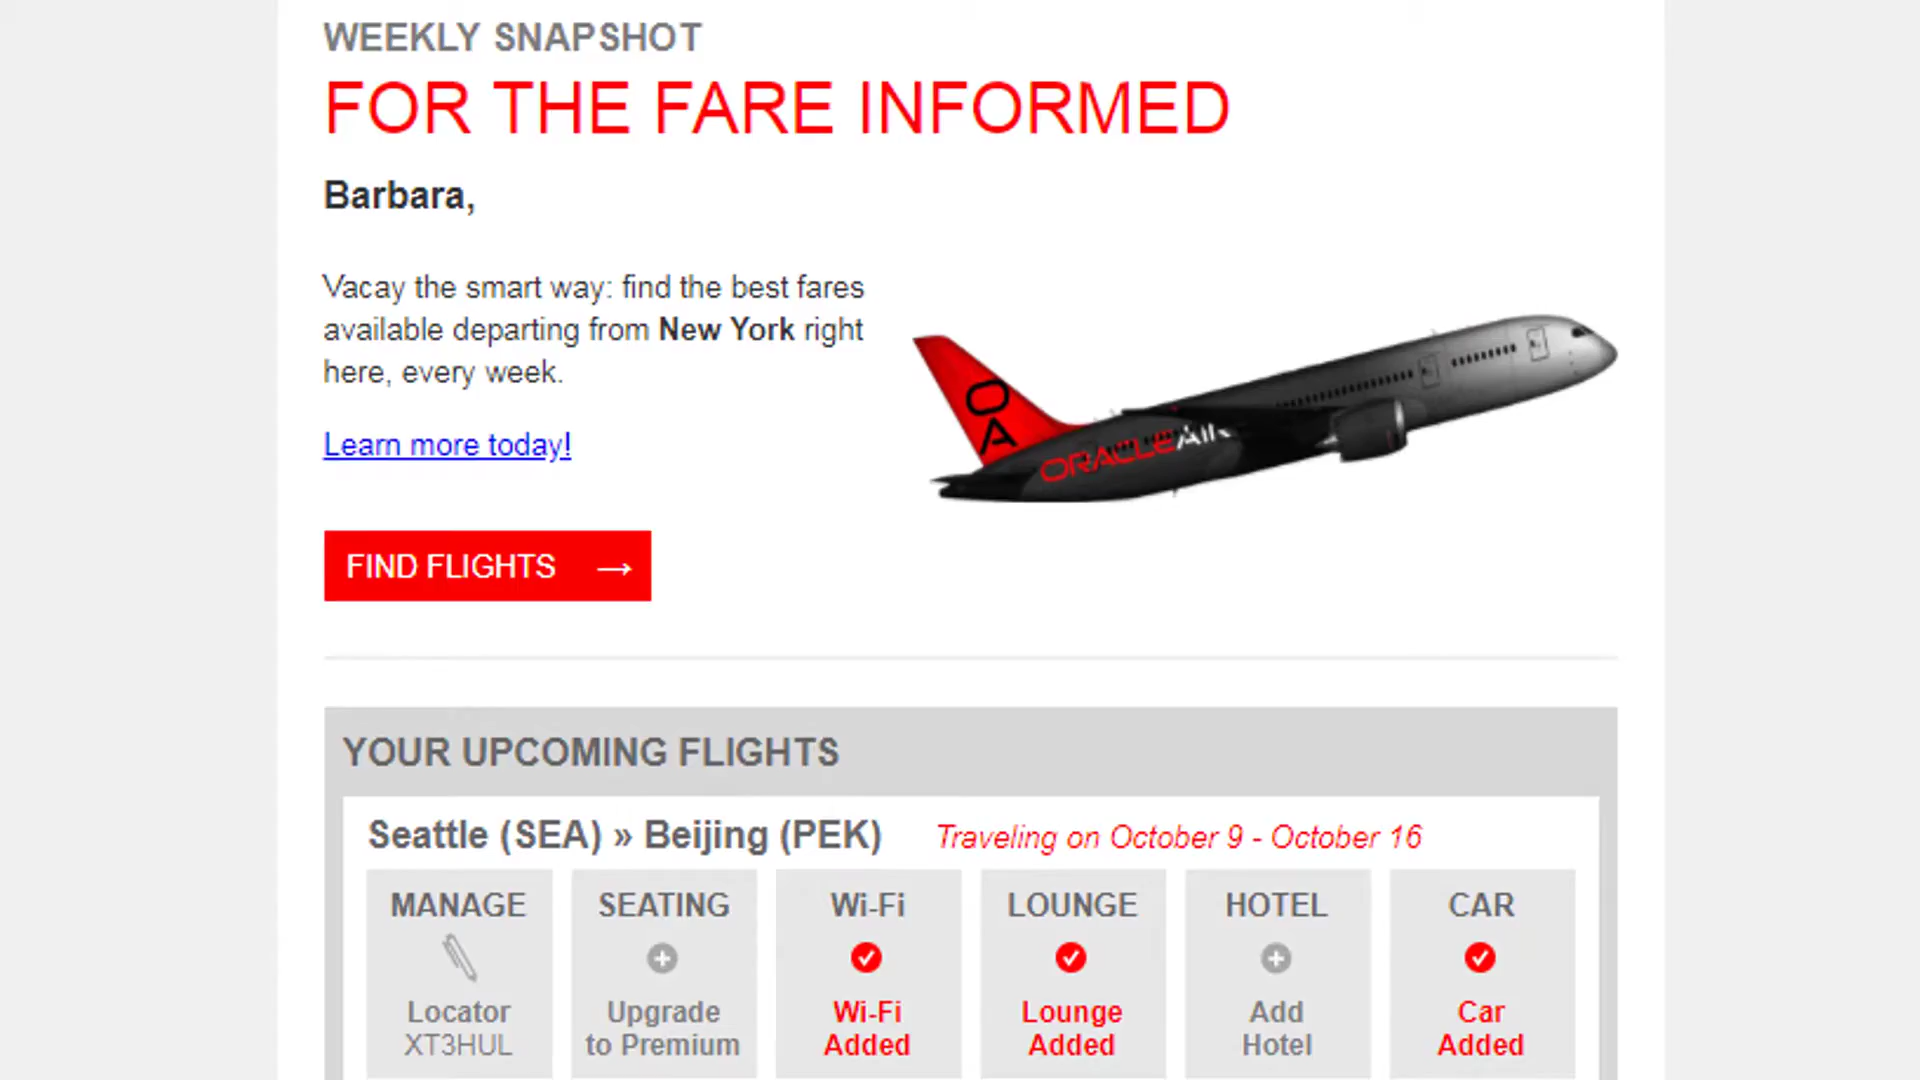 WEEKLY SNAPSHOT
FOR THE FARE INFORMED
Barbara,
Vacay the smart way: find the best fares
available departing from New York right
here, every week.
Learn more today!
OA
ORACLE AIR
FIND FLIGHTS →
YOUR UPCOMING FLIGHTS
Seattle (SEA) » Beijing (PEK) Traveling on October 9 - October 16
MANAGE SEATING Wi-Fi LOUNGE HOTEL CAR
Locator Upgrade Wi-Fi Lounge Add Car
XT3HUL to Premium Added Added Hotel Added